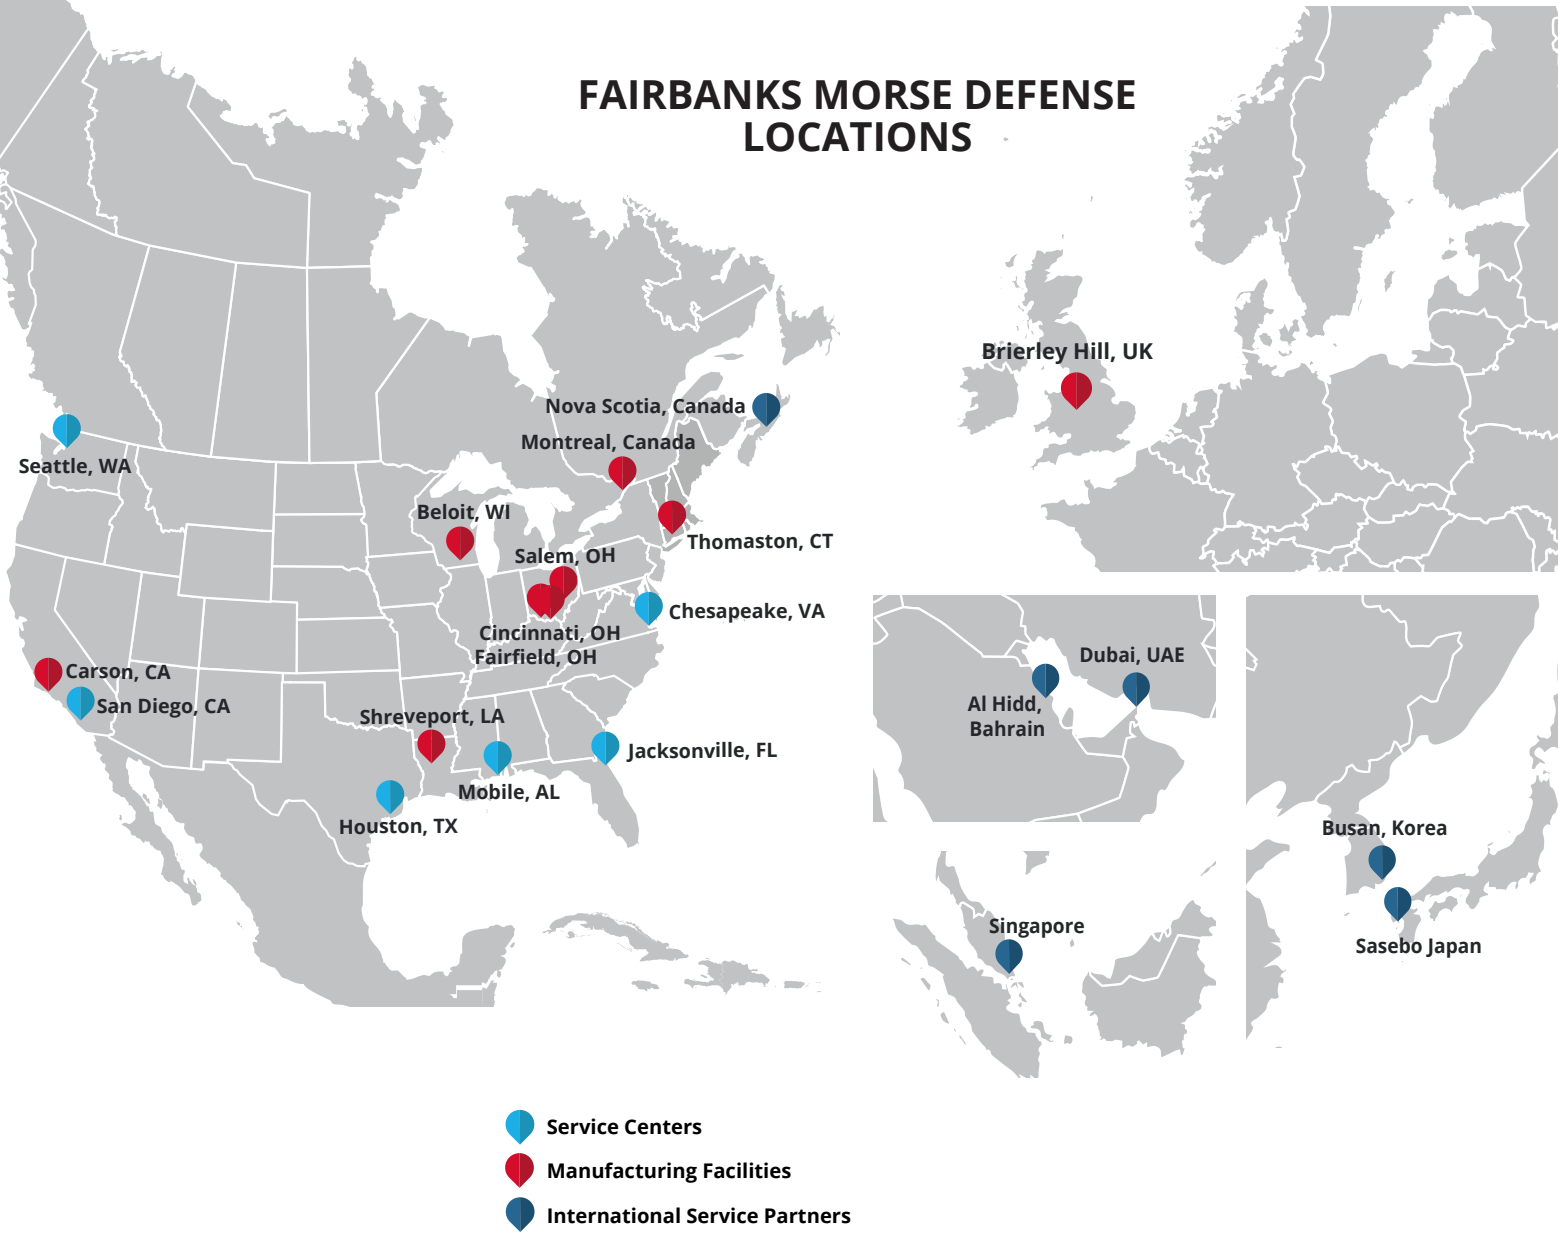 FAIRBANKS MORSE DEFENSE
LOCATIONS
Brierley Hill, UK
Nova Scotia, Canada
Montreal, Canada
Seattle, WA
Beloit, WI
Thomaston, CT
Salem, OH
Chesapeake, VA
Cincinnati, OH
Fairfield, OH
Carson, CA
San Diego, CA
Shreveport, LA
Jacksonville, FL
Mobile, AL
Houston, TX
Dubai, UAE
Al Hidd,
Bahrain
Busan, Korea
Singapore
Sasebo Japan
Service Centers
Manufacturing Facilities
International Service Partners